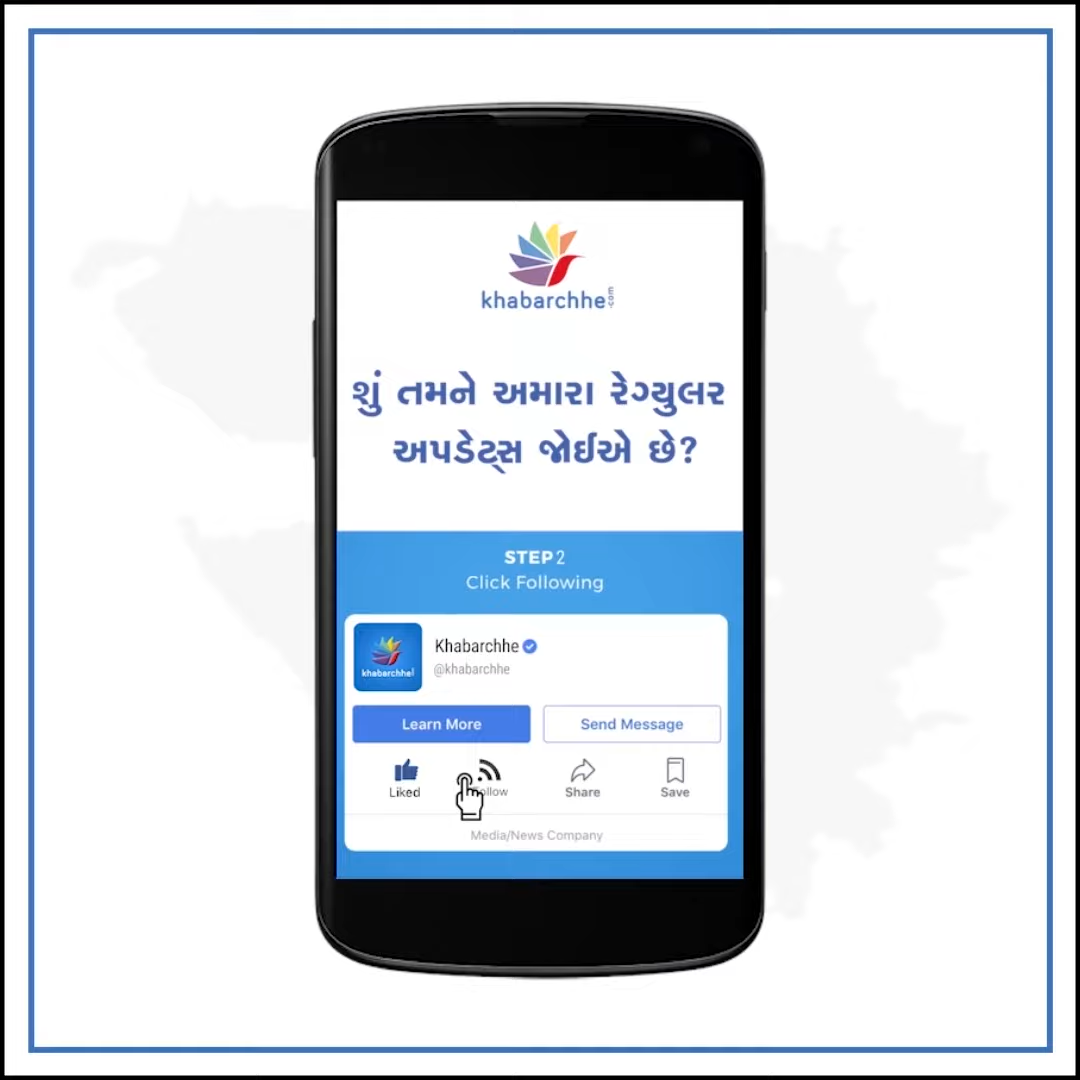 khabarchhe.com
શું તમને અમારા રેગ્યુલર
અપડેટ્સ જોઈએ છે?
STEP 2
Click Following
khabarchhe
Khabarchhe
@khabarchhe
Learn More
Send Message
Liked
Follow
Share
Save
Media/News Company